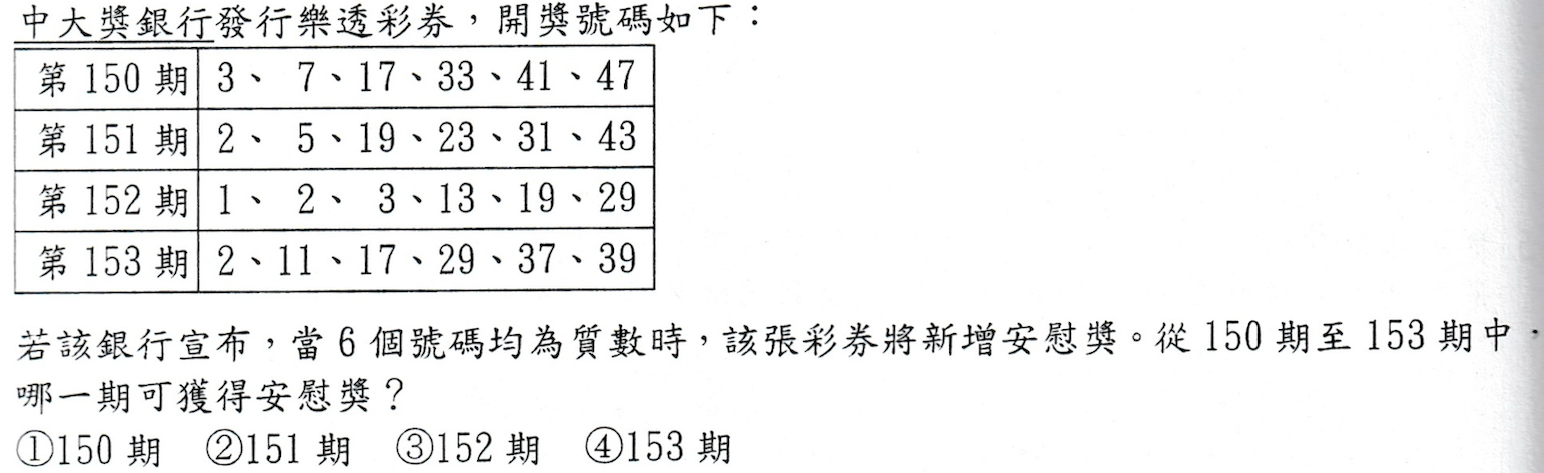 中大獎銀行發行樂透彩券，開獎號碼如下：
第 150 期 3、 7、17、33、41、47
第 151 期 2、 5、19、23、31、43
第 152 期 1、 2、 3、13、19、29
第 153 期 2、11、17、29、37、39
若該銀行宣布，當 6 個號碼均為質數時，該張彩券將新增安慰獎。從 150 期至 153 期中，
哪一期可獲得安慰獎？
①150 期 ②151 期 ③152 期 ④153 期